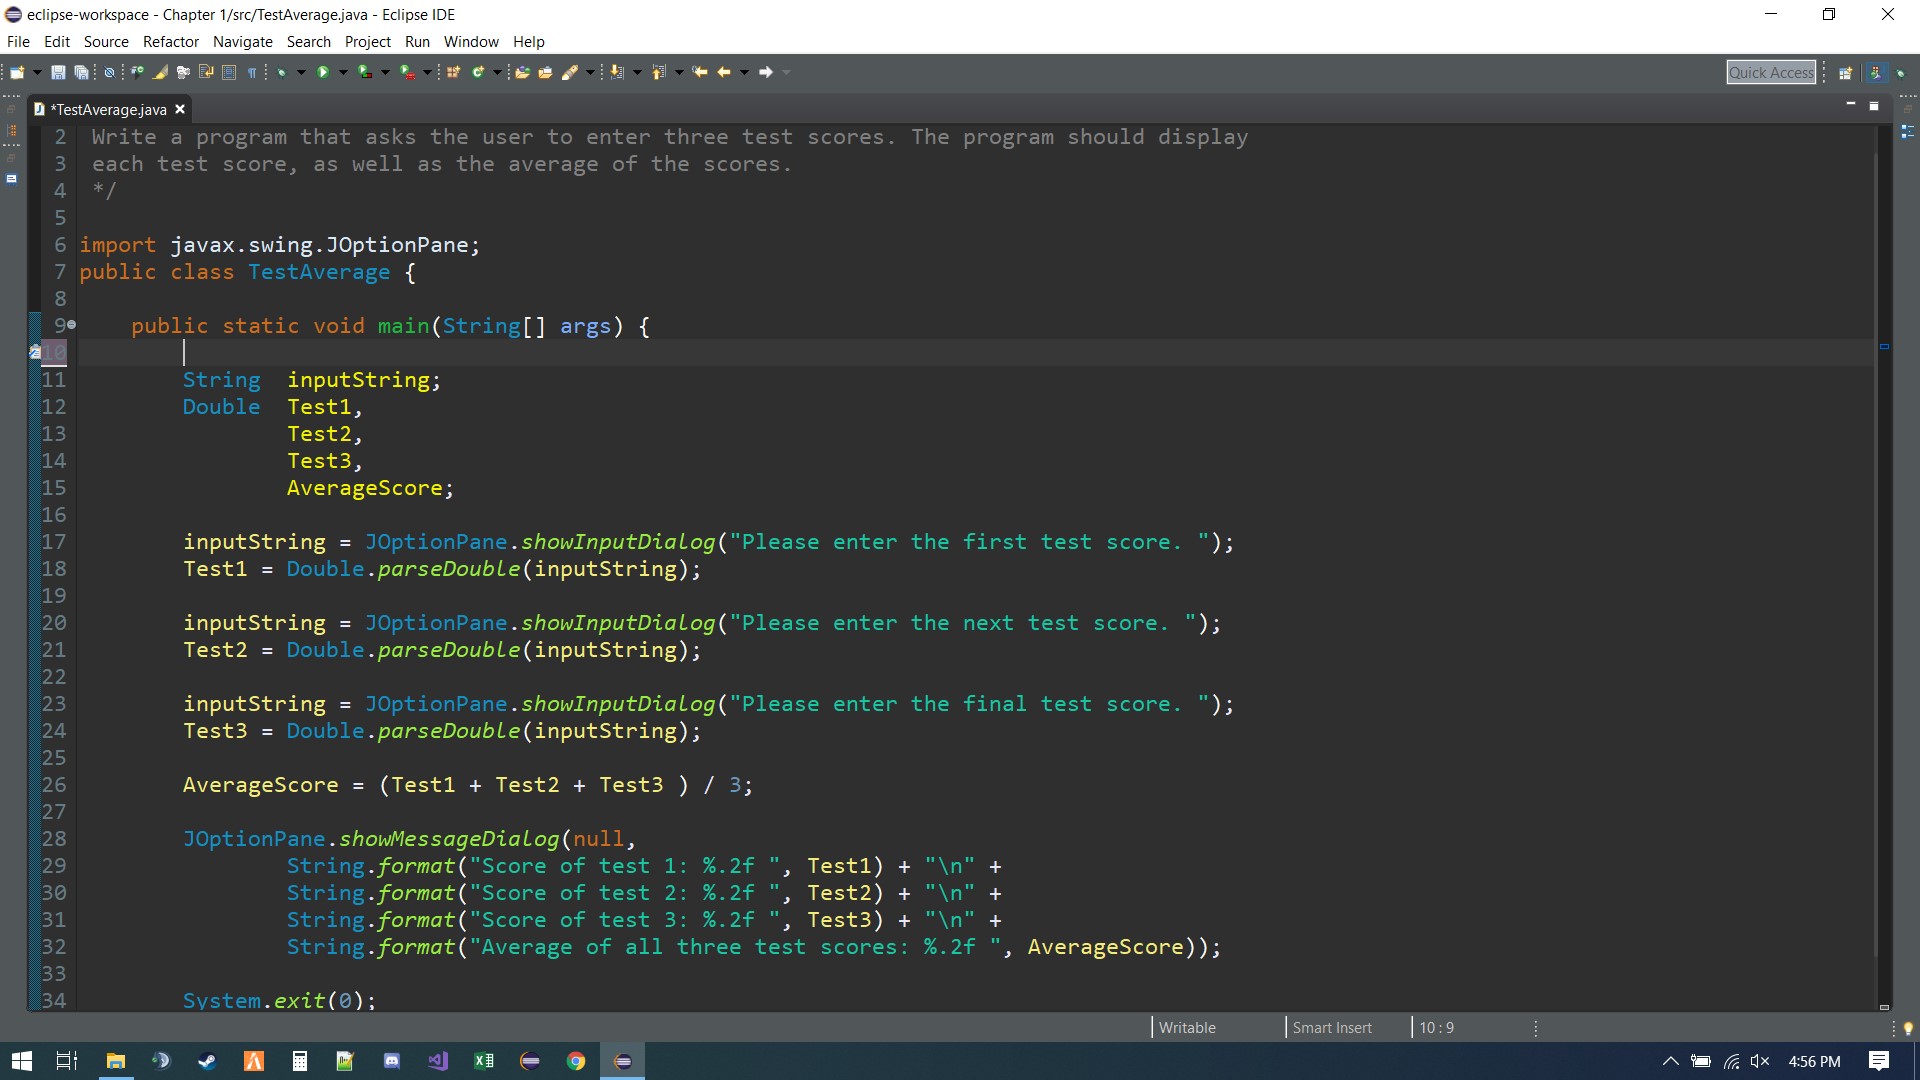 eclipse-workspace - Chapter 1/src/TestAverage.java - Eclipse IDE
File Edit Source Refactor Navigate Search Project Run Window Help
Quick Access
*TestAverage.java
2 Write a program that asks the user to enter three test scores. The program should display
3 each test score, as well as the average of the scores.
4 */
5
6 import javax.swing.JOptionPane;
7 public class TestAverage {
8
9 public static void main(String[] args) {
10
11 String inputString;
12 Double Test1,
13 Test2,
14 Test3,
15 AverageScore;
16
17 inputString = JOptionPane.showInputDialog("Please enter the first test score. ");
18 Test1 = Double.parseDouble(inputString);
19
20 inputString = JOptionPane.showInputDialog("Please enter the next test score. ");
21 Test2 = Double.parseDouble(inputString);
22
23 inputString = JOptionPane.showInputDialog("Please enter the final test score. ");
24 Test3 = Double.parseDouble(inputString);
25
26 AverageScore = (Test1 + Test2 + Test3 ) / 3;
27
28 JOptionPane.showMessageDialog(null,
29 String.format("Score of test 1: %.2f ", Test1) + "\n" +
30 String.format("Score of test 2: %.2f ", Test2) + "\n" +
31 String.format("Score of test 3: %.2f ", Test3) + "\n" +
32 String.format("Average of all three test scores: %.2f ", AverageScore));
33
34 System.exit(0);
Writable Smart Insert 10 : 9
4:56 PM